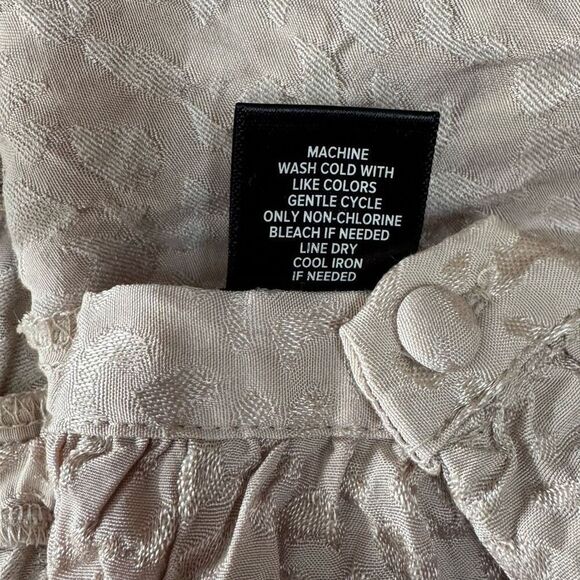 MACHINE
WASH COLD WITH
LIKE COLORS
GENTLE CYCLE
ONLY NON-CHLORINE
BLEACH IF NEEDED
LINE DRY
COOL IRON
IF NEEDED